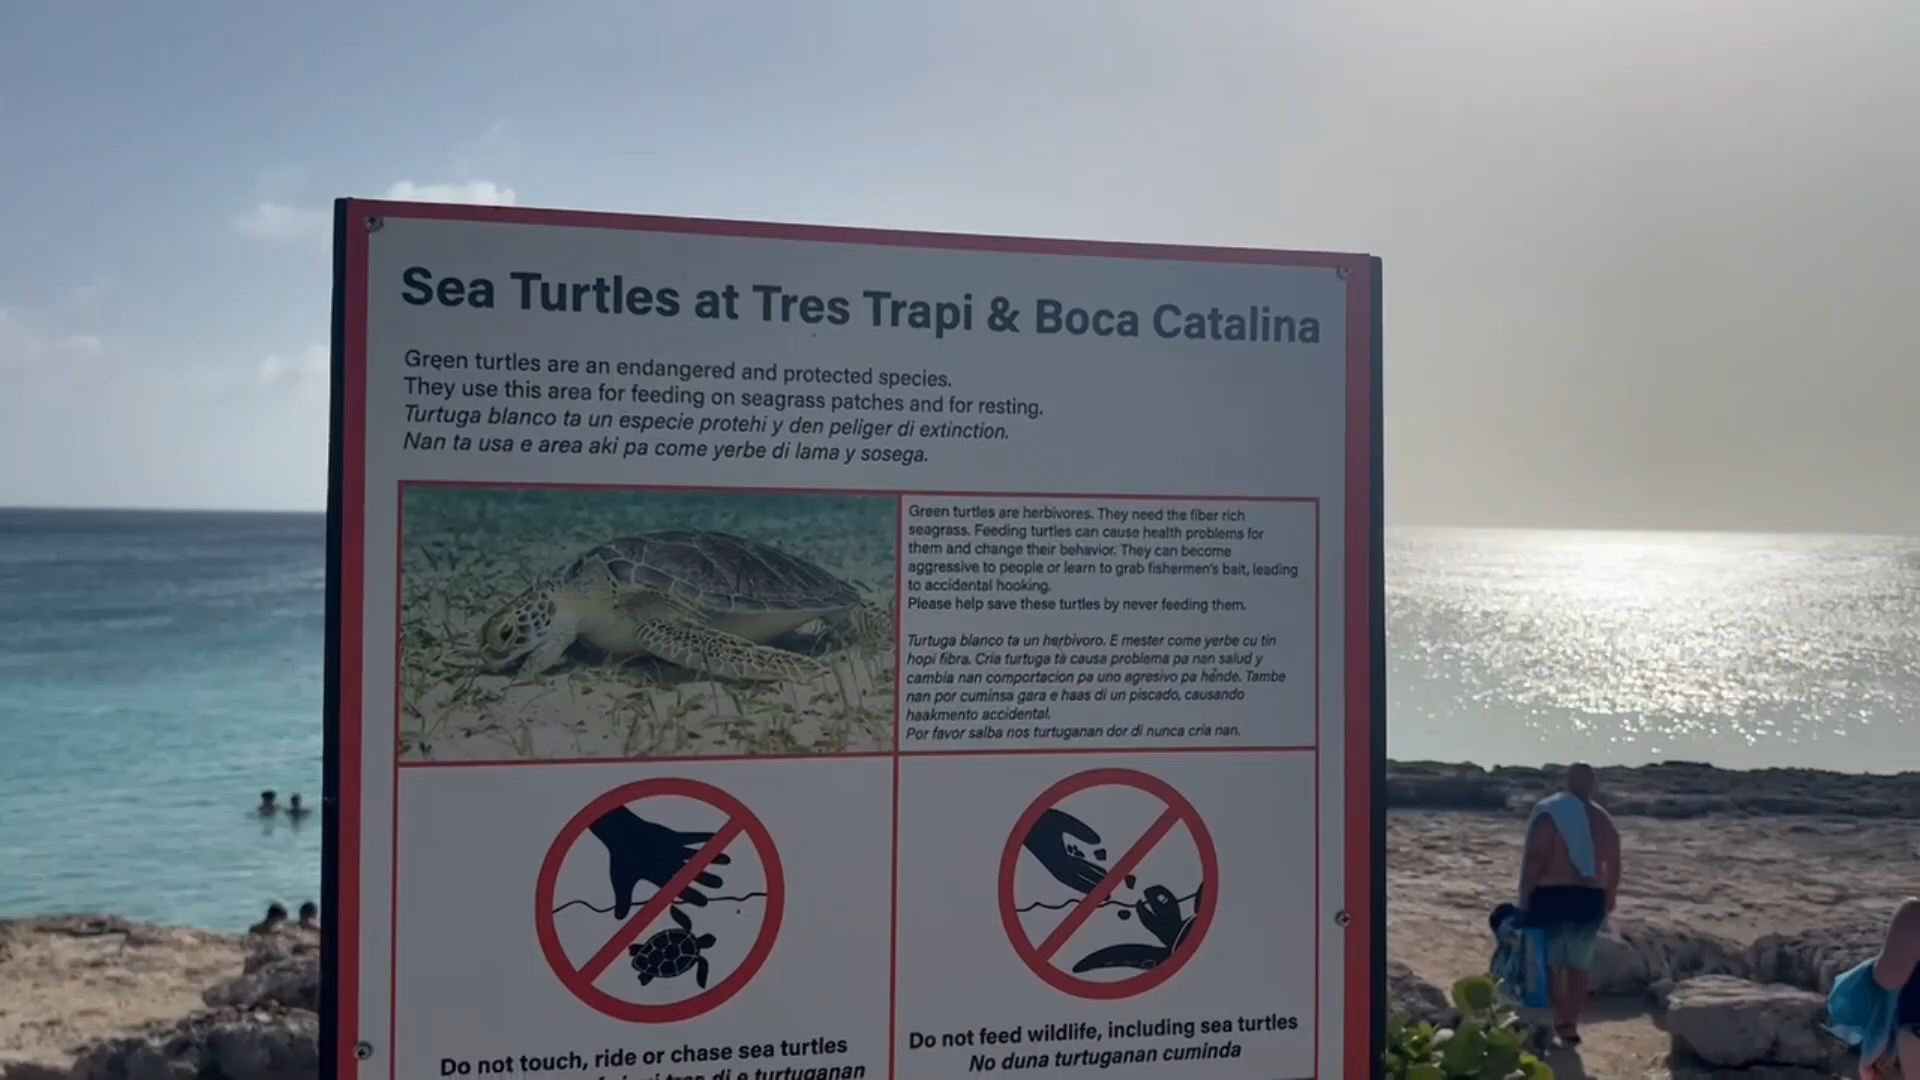 Sea Turtles at Tres Trapi & Boca Catalina
Green turtles are an endangered and protected species.
They use this area for feeding on seagrass patches and for resting.
Turtuga blanco ta un especie protehi y den peliger di extinction.
Nan ta usa e area aki pa come yerbe di lama y sosega.
Green turtles are herbivores. They need the fiber rich
seagrass. Feeding turtles can cause health problems for
them and change their behavior. They can become
aggressive to people or learn to grab fishermen's bait, leading
to accidental hooking.
Please help save these turtles by never feeding them.
Turtuga blanco ta un herbivoro. E mester come yerbe cu tin
hopi fibra. Cria turtuga ta causa problema pa nan salud y
cambia nan comportacion pa uno agresivo pa hende. Tambe
nan por cuminsa gara e haas di un piscado, causando
haakmento accidental.
Por favor salba nos turtuganan dor di nunca cria nan.
Do not touch, ride or chase sea turtles
di e turtuganan
Do not feed wildlife, including sea turtles
No duna turtuganan cuminda